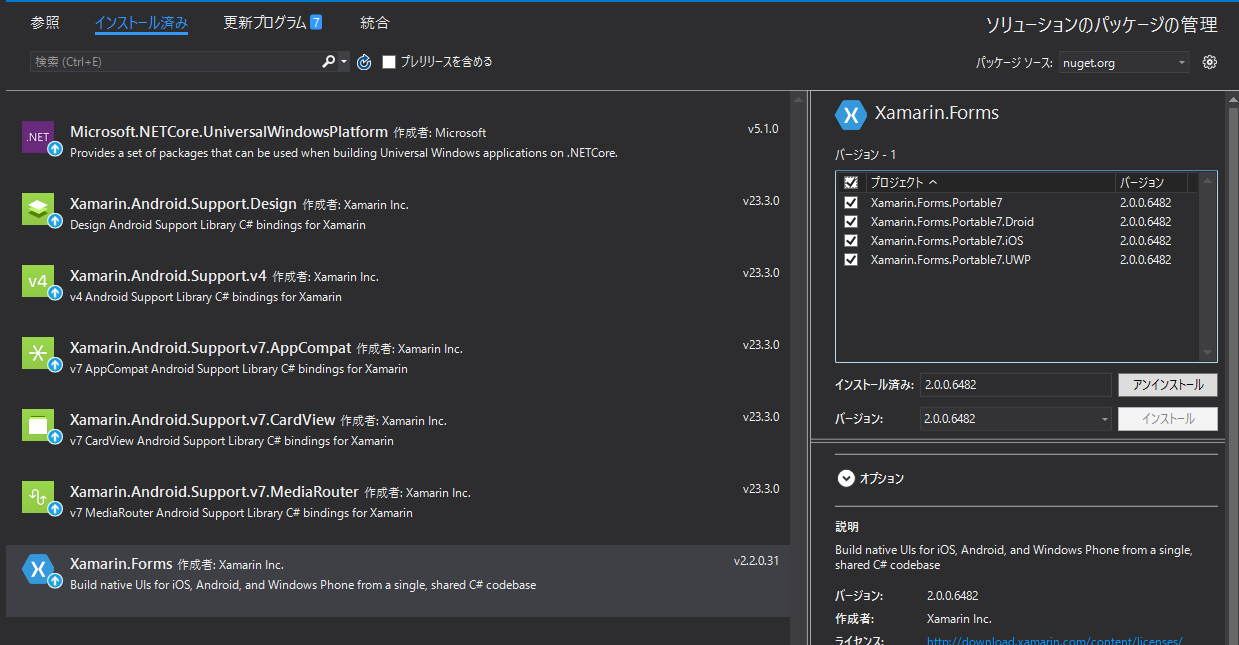 参照 インストール済み 更新プログラム 7 統合
ソリューションのパッケージの管理
検索 (Ctrl+E) プレリリースを含める
パッケージ ソース: nuget.org
.NET Microsoft.NETCore.UniversalWindowsPlatform 作成者: Microsoft v5.1.0
Provides a set of packages that can be used when building Universal Windows applications on .NETCore.
Xamarin.Android.Support.Design 作成者: Xamarin Inc. v23.3.0
Design Android Support Library C# bindings for Xamarin
v4 Xamarin.Android.Support.v4 作成者: Xamarin Inc. v23.3.0
v4 Android Support Library C# bindings for Xamarin
Xamarin.Android.Support.v7.AppCompat 作成者: Xamarin Inc. v23.3.0
v7 AppCompat Android Support Library C# bindings for Xamarin
Xamarin.Android.Support.v7.CardView 作成者: Xamarin Inc. v23.3.0
v7 CardView Android Support Library C# bindings for Xamarin
Xamarin.Android.Support.v7.MediaRouter 作成者: Xamarin Inc. v23.3.0
v7 MediaRouter Android Support Library C# bindings for Xamarin
Xamarin.Forms 作成者: Xamarin Inc. v2.2.0.31
Build native UIs for iOS, Android, and Windows Phone from a single, shared C# codebase
Xamarin.Forms
バージョン - 1
プロジェクト バージョン
Xamarin.Forms.Portable7 2.0.0.6482
Xamarin.Forms.Portable7.Droid 2.0.0.6482
Xamarin.Forms.Portable7.iOS 2.0.0.6482
Xamarin.Forms.Portable7.UWP 2.0.0.6482
インストール済み: 2.0.0.6482 アンインストール
バージョン: 2.0.0.6482 インストール
オプション
説明
Build native UIs for iOS, Android, and Windows Phone from a single,
shared C# codebase
バージョン: 2.0.0.6482
作成者: Xamarin Inc.
ライセンス: http://download.xamarin.com/content/licenses/